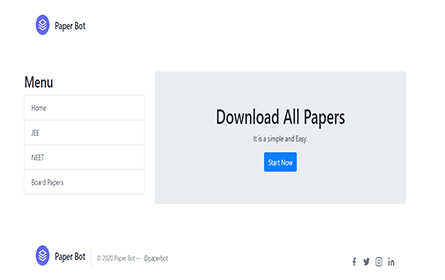 Paper Bot
Menu
Home
JEE
NEET
Board Papers
Download All Papers
It is a simple and Easy.
Start Now
Paper Bot
© 2020 Paper Bot — @paperbot